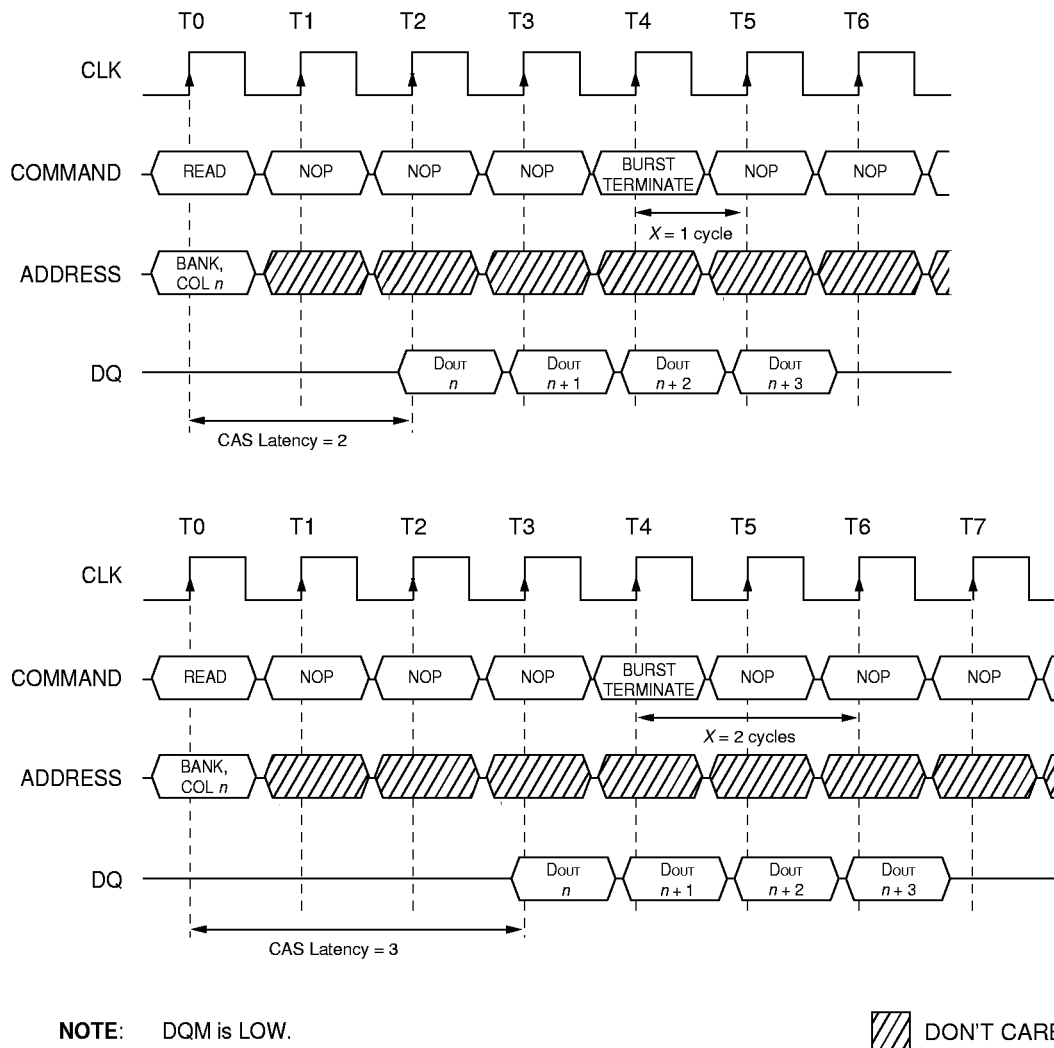 T0 T1 T2 T3 T4 T5 T6
CLK
COMMAND READ NOP NOP NOP BURST TERMINATE NOP NOP
X = 1 cycle
ADDRESS BANK, COL n
DQ DOUT n DOUT n + 1 DOUT n + 2 DOUT n + 3
CAS Latency = 2
T0 T1 T2 T3 T4 T5 T6 T7
CLK
COMMAND READ NOP NOP NOP BURST TERMINATE NOP NOP NOP
X = 2 cycles
ADDRESS BANK, COL n
DQ DOUT n DOUT n + 1 DOUT n + 2 DOUT n + 3
CAS Latency = 3
NOTE: DQM is LOW.
DON'T CARE